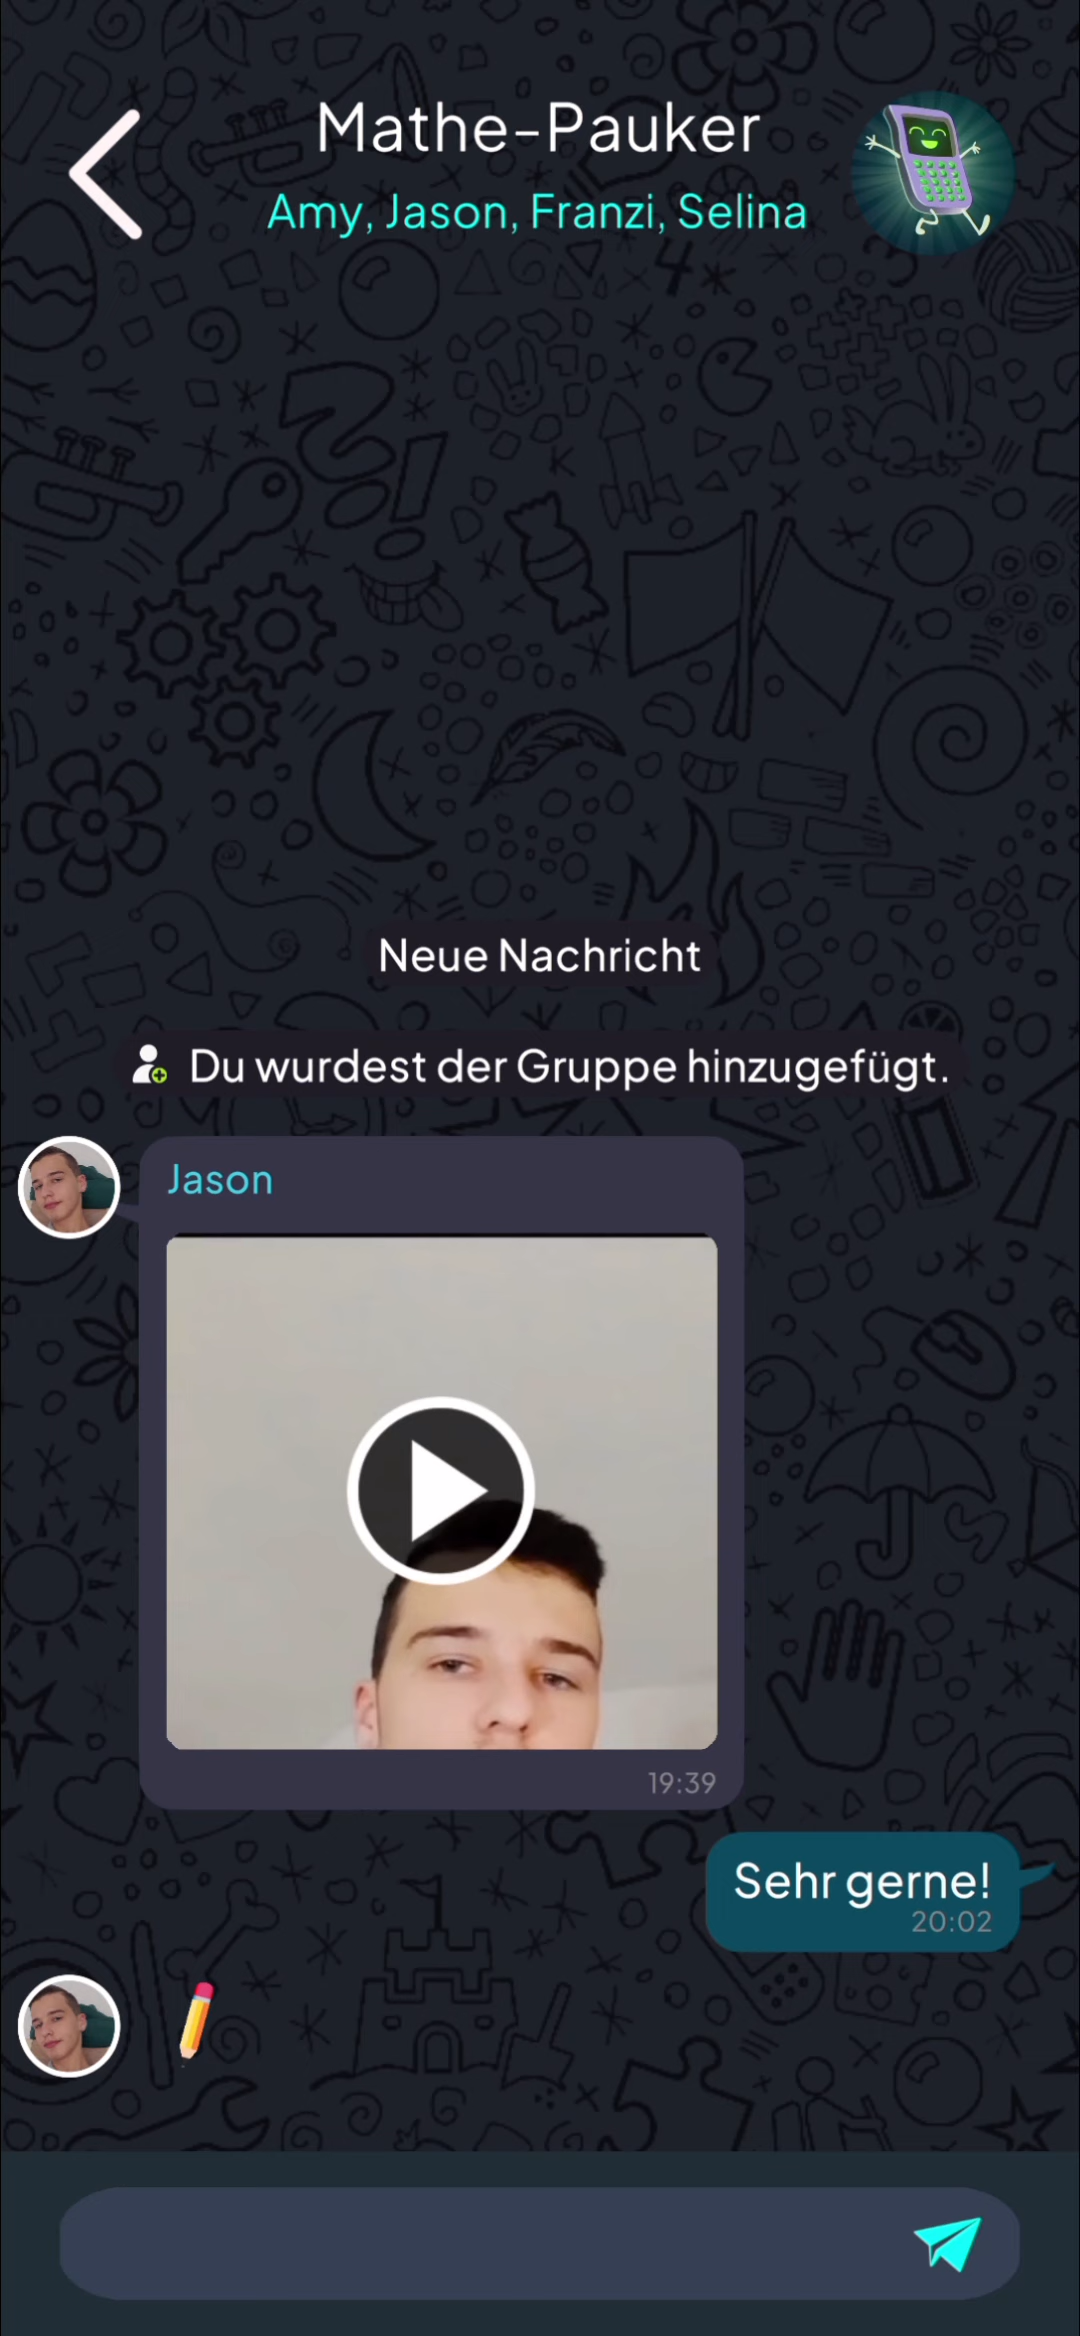 Mathe-Pauker
Amy, Jason, Franzi, Selina
Neue Nachricht
Du wurdest der Gruppe hinzugefügt.
Jason
19:39
Sehr gerne!
20:02